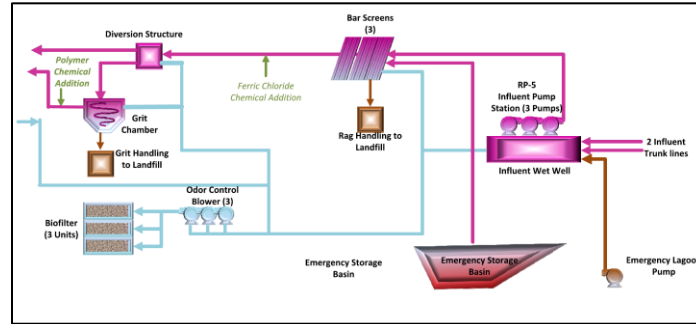 Bar Screens
(3)
Diversion Structure
Polymer
Chemical
Addition
Ferric Chloride
Chemical Addition
RP-5
Influent Pump
Station (3 Pumps)
Grit
Chamber
Rag Handling to
Landfill
2 Influent
Trunk lines
Grit Handling
to Landfill
Influent Wet Well
Odor Control
Blower (3)
Biofilter
(3 Units)
Emergency Storage
Basin
Emergency Storage
Basin
Emergency Lagoo
Pump